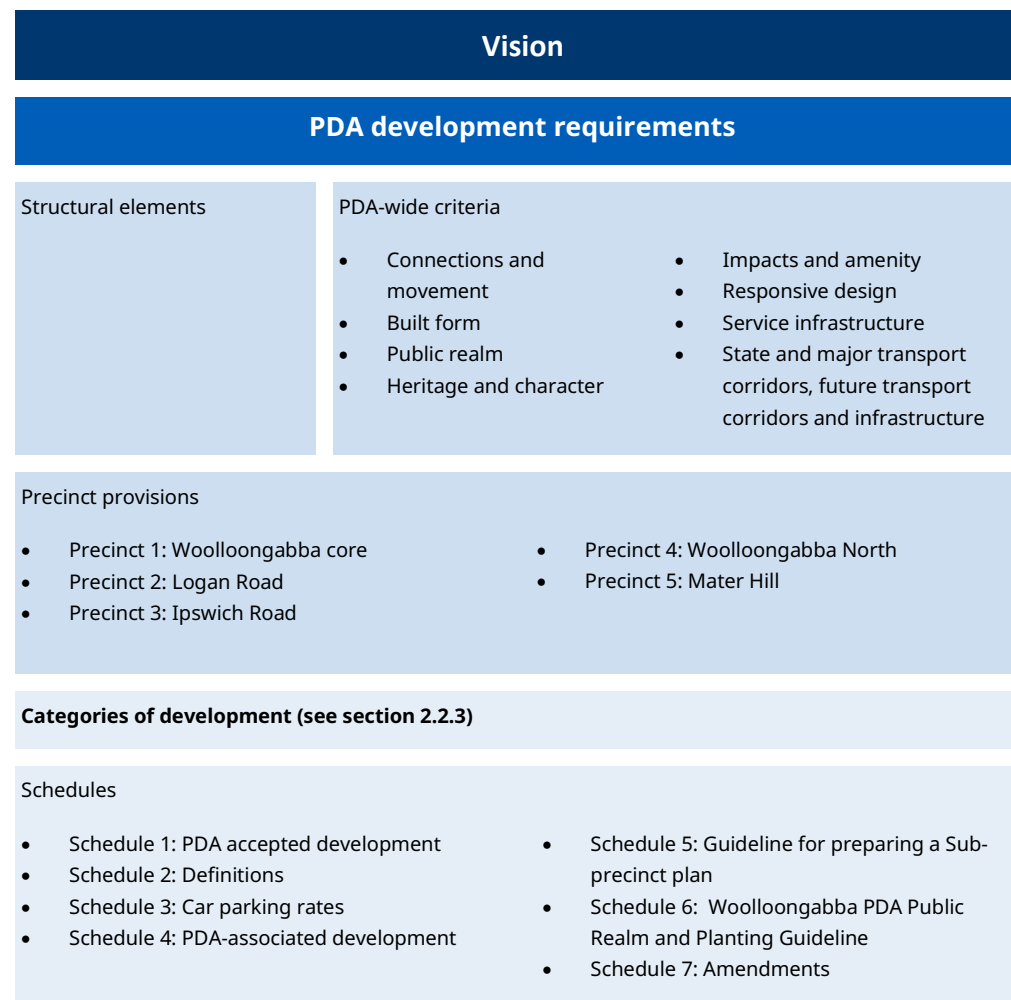 Vision
PDA development requirements
Structural elements
PDA-wide criteria
• Connections and
movement
• Built form
• Public realm
• Heritage and character
• Impacts and amenity
• Responsive design
• Service infrastructure
• State and major transport
corridors, future transport
corridors and infrastructure
Precinct provisions
• Precinct 1: Woolloongabba core
• Precinct 2: Logan Road
• Precinct 3: Ipswich Road
• Precinct 4: Woolloongabba North
• Precinct 5: Mater Hill
Categories of development (see section 2.2.3)
Schedules
• Schedule 1: PDA accepted development
• Schedule 2: Definitions
• Schedule 3: Car parking rates
• Schedule 4: PDA-associated development
• Schedule 5: Guideline for preparing a Sub-
precinct plan
• Schedule 6:  Woolloongabba PDA Public
Realm and Planting Guideline
• Schedule 7: Amendments